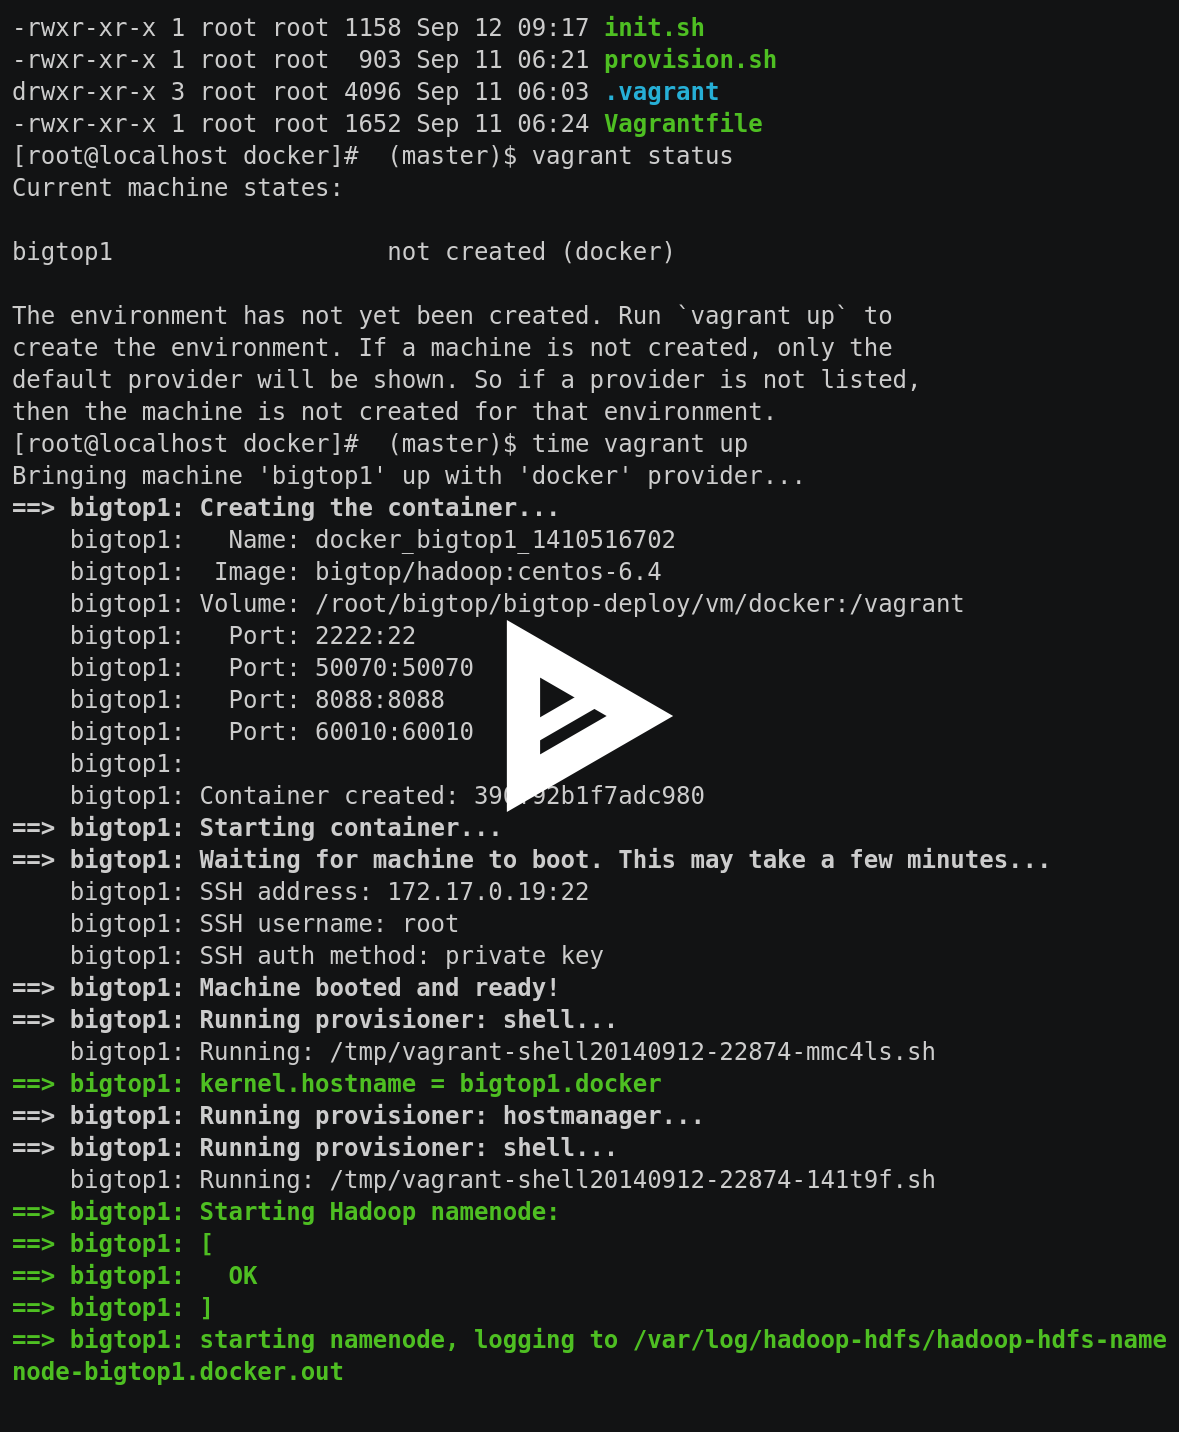 -rwxr-xr-x 1 root root 1158 Sep 12 09:17 init.sh
-rwxr-xr-x 1 root root  903 Sep 11 06:21 provision.sh
drwxr-xr-x 3 root root 4096 Sep 11 06:03 .vagrant
-rwxr-xr-x 1 root root 1652 Sep 11 06:24 Vagrantfile
[root@localhost docker]#  (master)$ vagrant status
Current machine states:
bigtop1                   not created (docker)
The environment has not yet been created. Run `vagrant up` to
create the environment. If a machine is not created, only the
default provider will be shown. So if a provider is not listed,
then the machine is not created for that environment.
[root@localhost docker]#  (master)$ time vagrant up
Bringing machine 'bigtop1' up with 'docker' provider...
==> bigtop1: Creating the container...
    bigtop1:   Name: docker_bigtop1_1410516702
    bigtop1:  Image: bigtop/hadoop:centos-6.4
    bigtop1: Volume: /root/bigtop/bigtop-deploy/vm/docker:/vagrant
    bigtop1:   Port: 2222:22
    bigtop1:   Port: 50070:50070
    bigtop1:   Port: 8088:8088
    bigtop1:   Port: 60010:60010
    bigtop1:
    bigtop1: Container created:
==> bigtop1: Starting container...
==> bigtop1: Waiting for machine to boot. This may take a few minutes...
    bigtop1: SSH address: 172.17.0.19:22
    bigtop1: SSH username: root
    bigtop1: SSH auth method: private key
==> bigtop1: Machine booted and ready!
==> bigtop1: Running provisioner: shell...
    bigtop1: Running: /tmp/vagrant-shell20140912-22874-mmc4ls.sh
==> bigtop1: kernel.hostname = bigtop1.docker
==> bigtop1: Running provisioner: hostmanager...
==> bigtop1: Running provisioner: shell...
    bigtop1: Running: /tmp/vagrant-shell20140912-22874-141t9f.sh
==> bigtop1: Starting Hadoop namenode:
==> bigtop1: [
==> bigtop1:   OK
==> bigtop1: ]
==> bigtop1: starting namenode, logging to /var/log/hadoop-hdfs/hadoop-hdfs-name
node-bigtop1.docker.out